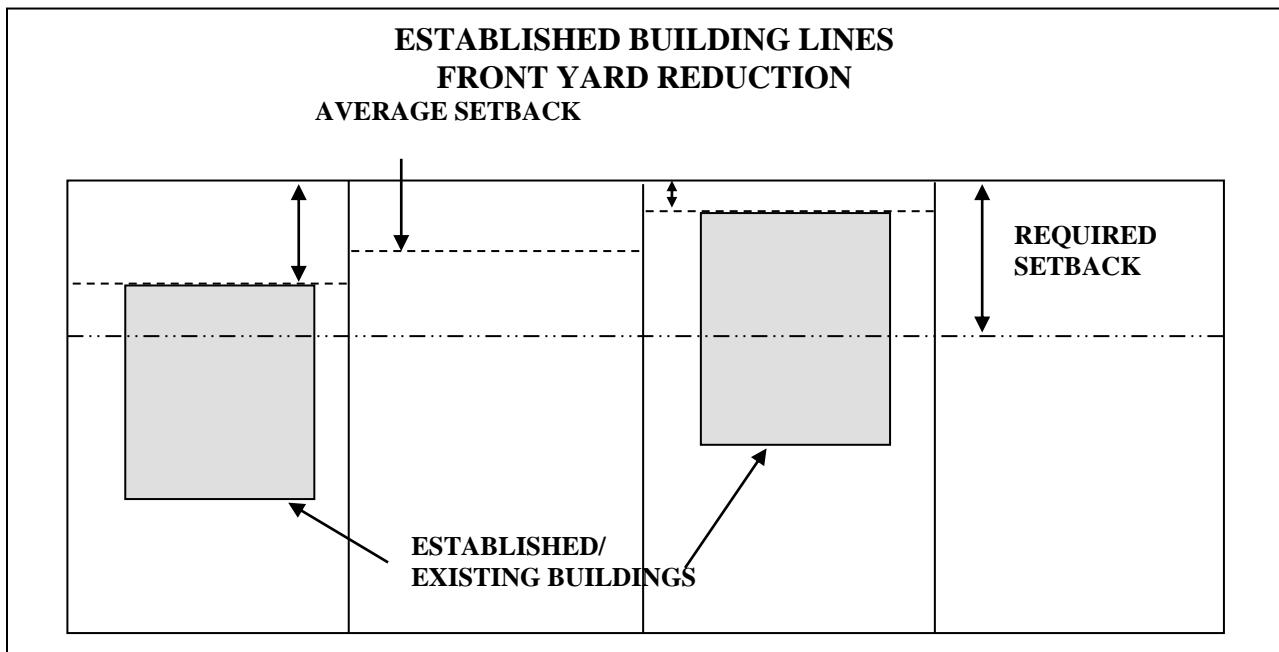 ESTABLISHED BUILDING LINES
FRONT YARD REDUCTION
AVERAGE SETBACK
REQUIRED
SETBACK
ESTABLISHED/
EXISTING BUILDINGS